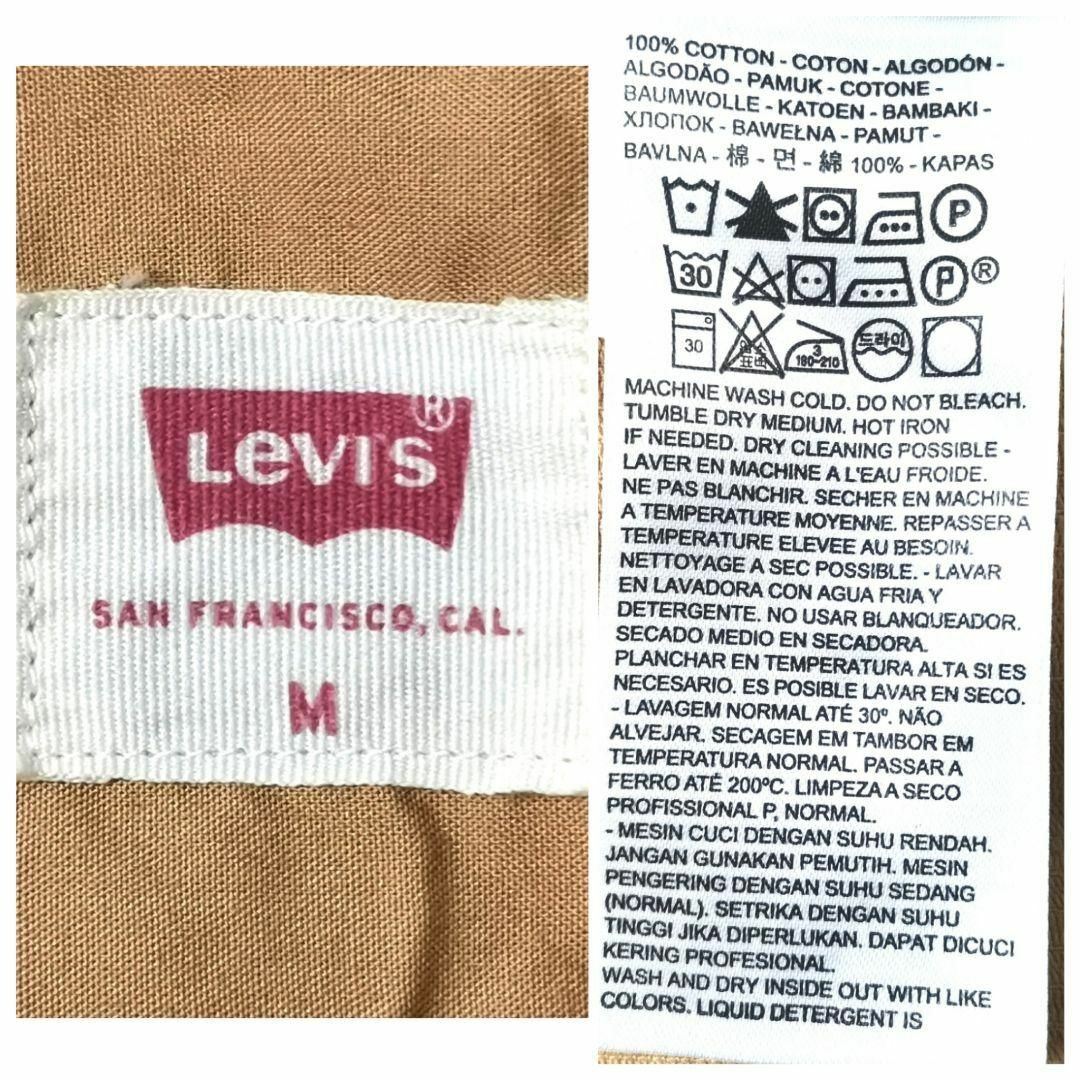 LEVI'S®
SAN FRANCISCO, CAL.
M
100% COTTON - COTON - ALGODÓN -
ALGODÃO - PAMUK - COTONE -
BAUMWOLLE - KATOEN - BAMBAKI -
ХЛОПОК - BAWEŁNA - PAMUT -
BAVLNA - 棉 - 면 - 綿 100% - KAPAS
P
30 P ®
30 3 180-210 드라이
MACHINE WASH COLD. DO NOT BLEACH.
TUMBLE DRY MEDIUM. HOT IRON
IF NEEDED. DRY CLEANING POSSIBLE -
LAVER EN MACHINE A L'EAU FROIDE.
NE PAS BLANCHIR. SECHER EN MACHINE
A TEMPERATURE MOYENNE. REPASSER A
TEMPERATURE ELEVEE AU BESOIN.
NETTOYAGE A SEC POSSIBLE. - LAVAR
EN LAVADORA CON AGUA FRIA Y
DETERGENTE. NO USAR BLANQUEADOR.
SECADO MEDIO EN SECADORA.
PLANCHAR EN TEMPERATURA ALTA SI ES
NECESARIO. ES POSIBLE LAVAR EN SECO.
- LAVAGEM NORMAL ATÉ 30º. NÃO
ALVEJAR. SECAGEM EM TAMBOR EM
TEMPERATURA NORMAL. PASSAR A
FERRO ATÉ 200ºC. LIMPEZA A SECO
PROFISSIONAL P, NORMAL.
- MESIN CUCI DENGAN SUHU RENDAH.
JANGAN GUNAKAN PEMUTIH. MESIN
PENGERING DENGAN SUHU SEDANG
(NORMAL). SETRIKA DENGAN SUHU
TINGGI JIKA DIPERLUKAN. DAPAT DICUCI
KERING PROFESIONAL.
WASH AND DRY INSIDE OUT WITH LIKE
COLORS. LIQUID DETERGENT IS